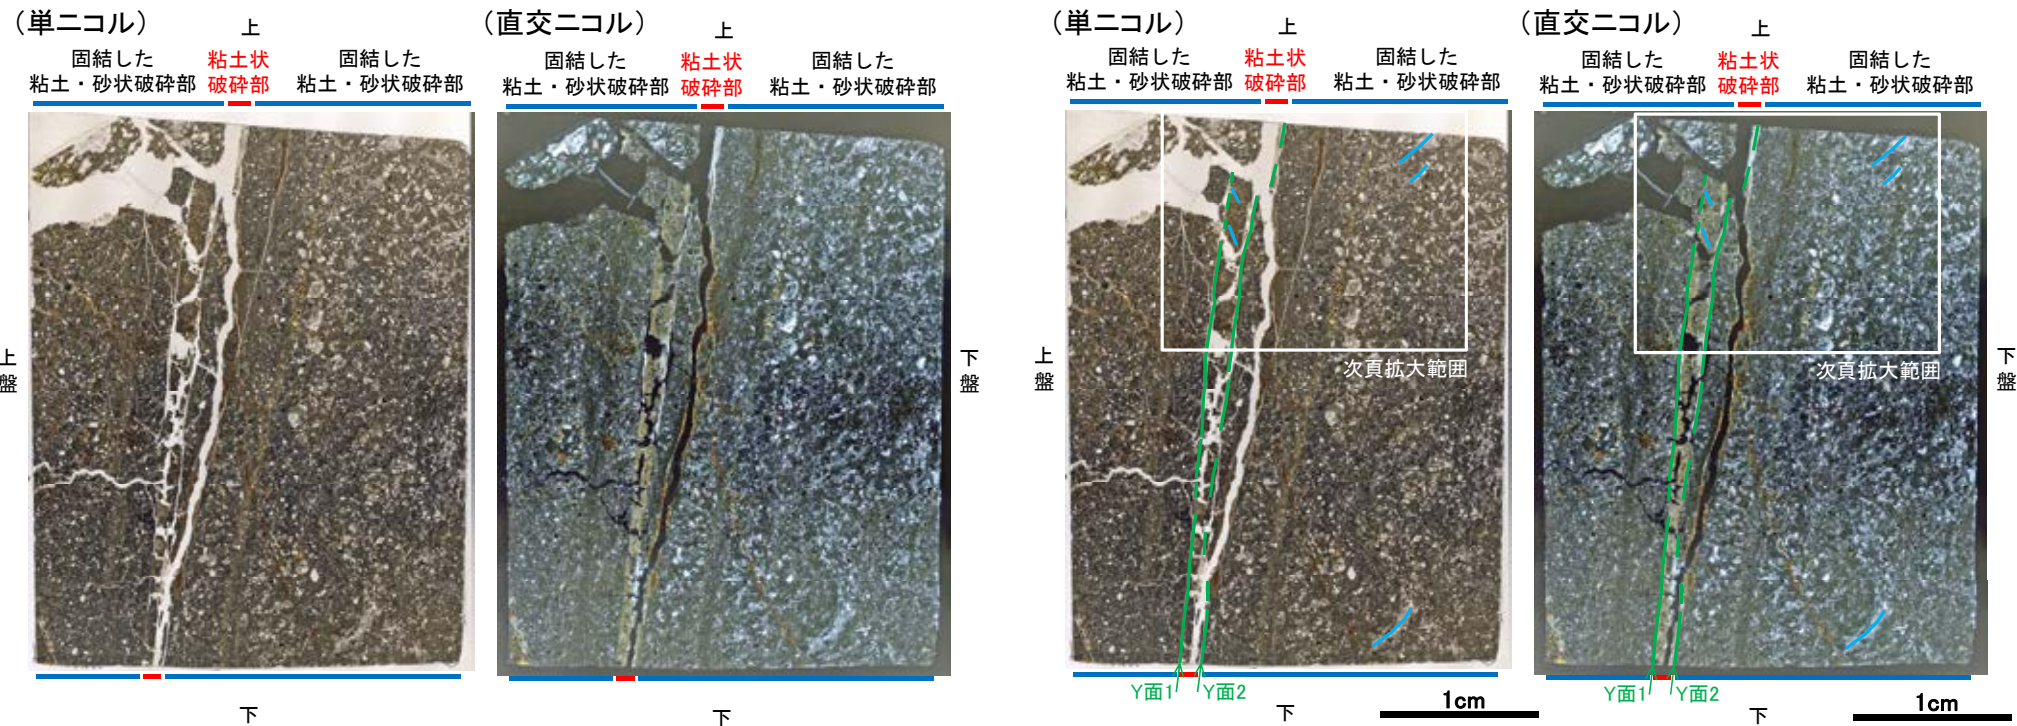 (単ニコル)
上
固結した
粘土・砂状破砕部
粘土状
破砕部
固結した
粘土・砂状破砕部
(直交ニコル)
上
固結した
粘土・砂状破砕部
粘土状
破砕部
固結した
粘土・砂状破砕部
上
盤
下
盤
下
下
(単ニコル)
上
固結した
粘土・砂状破砕部
粘土状
破砕部
固結した
粘土・砂状破砕部
(直交ニコル)
上
固結した
粘土・砂状破砕部
粘土状
破砕部
固結した
粘土・砂状破砕部
上
盤
次頁拡大範囲
次頁拡大範囲
下
盤
Y面1
Y面2
下
1cm
Y面1
Y面2
下
1cm